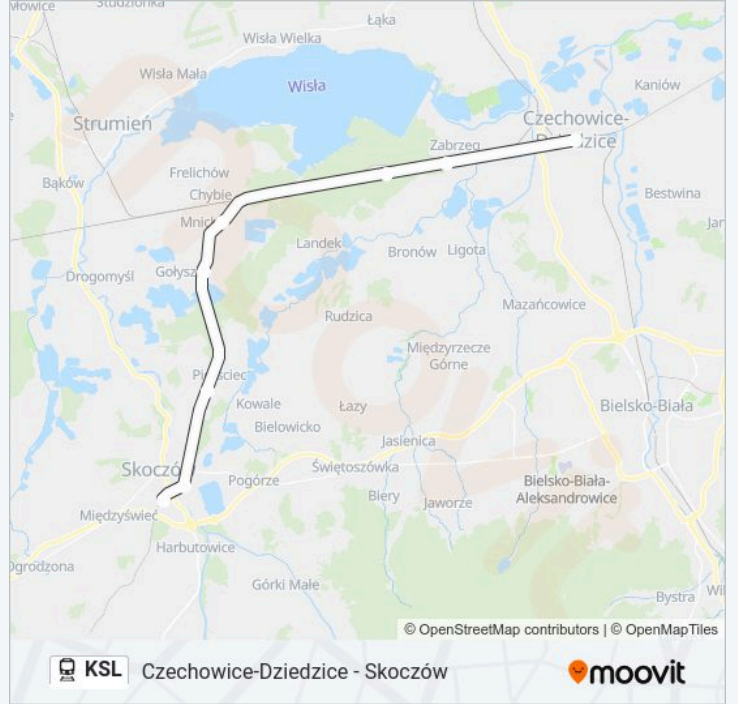 Studzionka
Łąka
Wisła Wielka
Wisła Mała
Wisła
Kaniów
Strumień
Czechowice-
Dziedzice
Zabrzeg
Frelichów
Bąków
Chybie
Bestwina
Mnich
Landek
Bronów
Ligota
Drogomyśl
Gołysz
Mazańcowice
Rudzica
Międzyrzecze
Górne
Pierściec
Kowale
Łazy
Bielsko-Biała
Bielowicko
Jasienica
Skoczów
Świętoszówka
Pogórze
Bielsko-Biała-
Aleksandrowice
Biery
Jaworze
Międzyświeć
Harbutowice
Ogrodzona
Górki Małe
Bystra
© OpenStreetMap contributors | © OpenMapTiles
KSL
Czechowice-Dziedzice - Skoczów
moovit